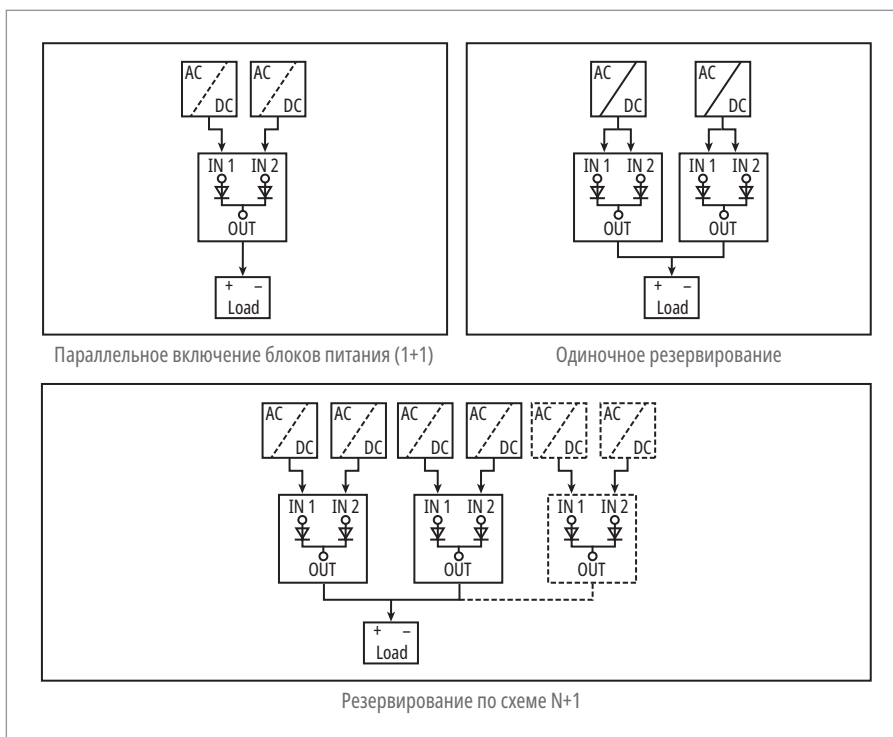 AC AC
DC DC
IN 1 IN 2
OUT
+ –
Load
Параллельное включение блоков питания (1+1)
AC AC
DC DC
IN 1 IN 2 IN 1 IN 2
OUT OUT
+ –
Load
Одиночное резервирование
AC AC AC AC AC AC
DC DC DC DC DC DC
IN 1 IN 2 IN 1 IN 2 IN 1 IN 2
OUT OUT OUT
+ –
Load
Резервирование по схеме N+1